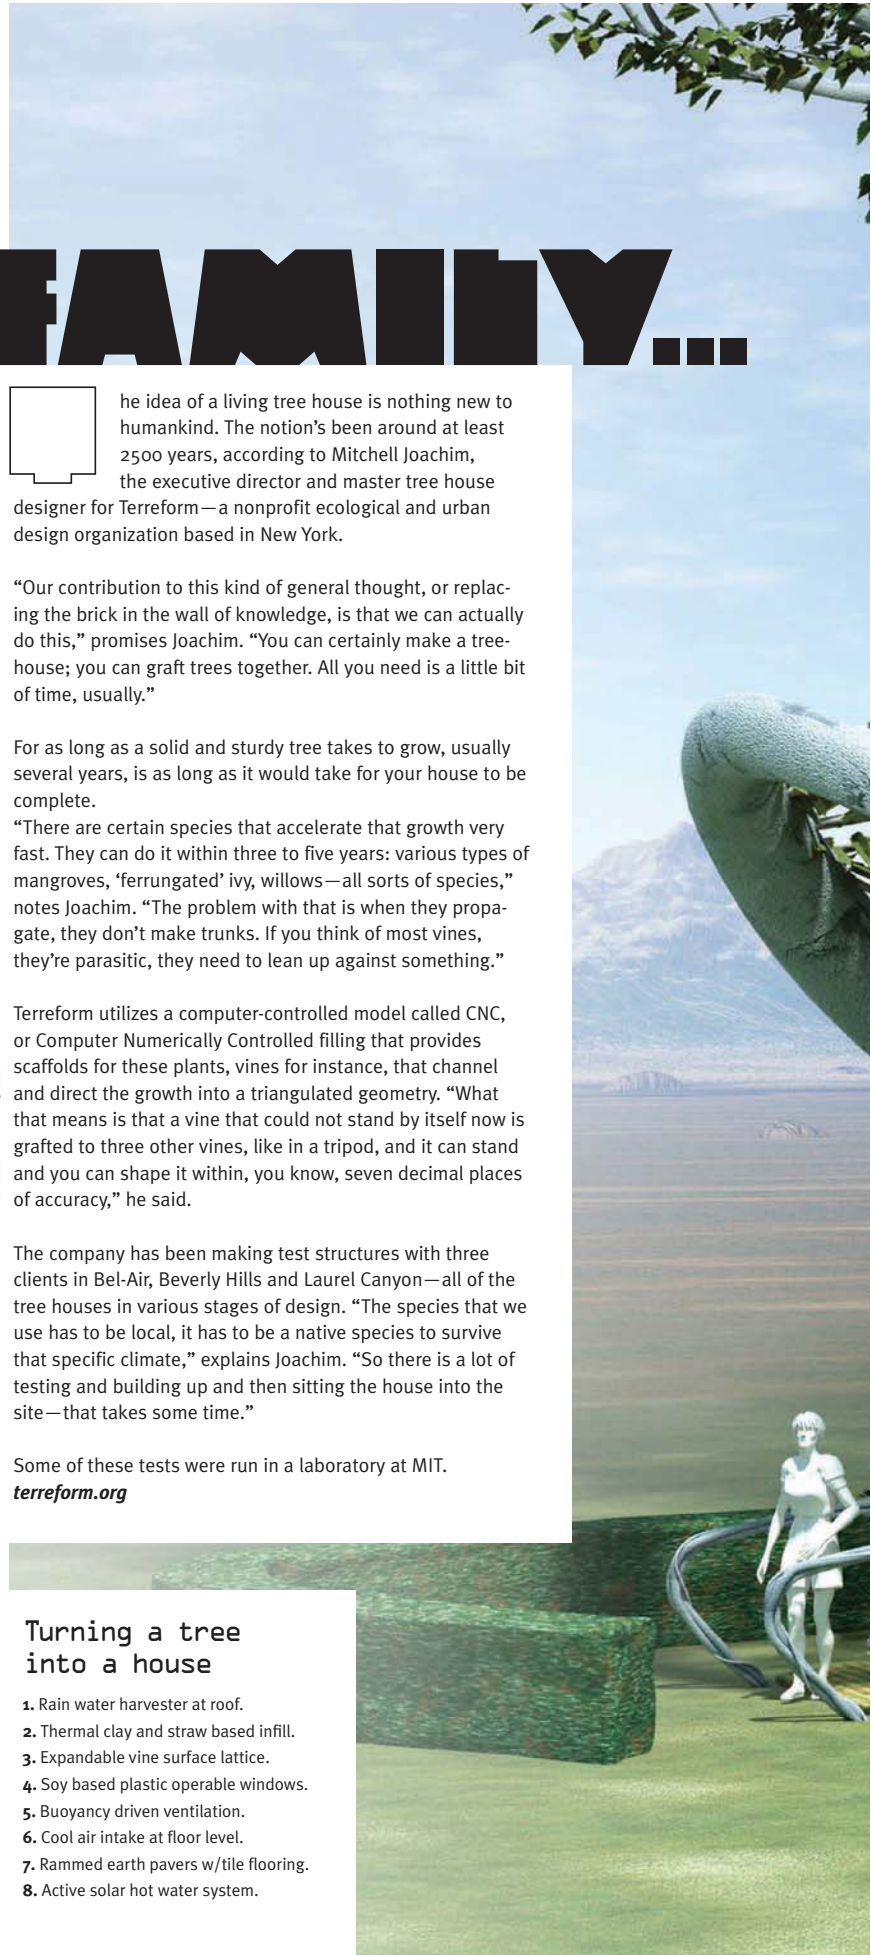 FAMILY...
he idea of a living tree house is nothing new to
humankind. The notion’s been around at least
2500 years, according to Mitchell Joachim,
the executive director and master tree house
designer for Terreform—a nonprofit ecological and urban
design organization based in New York.
“Our contribution to this kind of general thought, or replac-
ing the brick in the wall of knowledge, is that we can actually
do this,” promises Joachim. “You can certainly make a tree-
house; you can graft trees together. All you need is a little bit
of time, usually.”
For as long as a solid and sturdy tree takes to grow, usually
several years, is as long as it would take for your house to be
complete.
“There are certain species that accelerate that growth very
fast. They can do it within three to five years: various types of
mangroves, ‘ferrungated’ ivy, willows—all sorts of species,”
notes Joachim. “The problem with that is when they propa-
gate, they don’t make trunks. If you think of most vines,
they’re parasitic, they need to lean up against something.”
Terreform utilizes a computer-controlled model called CNC,
or Computer Numerically Controlled filling that provides
scaffolds for these plants, vines for instance, that channel
and direct the growth into a triangulated geometry. “What
that means is that a vine that could not stand by itself now is
grafted to three other vines, like in a tripod, and it can stand
and you can shape it within, you know, seven decimal places
of accuracy,” he said.
The company has been making test structures with three
clients in Bel-Air, Beverly Hills and Laurel Canyon—all of the
tree houses in various stages of design. “The species that we
use has to be local, it has to be a native species to survive
that specific climate,” explains Joachim. “So there is a lot of
testing and building up and then sitting the house into the
site—that takes some time.”
Some of these tests were run in a laboratory at MIT.
terreform.org
Turning a tree
into a house
1. Rain water harvester at roof.
2. Thermal clay and straw based infill.
3. Expandable vine surface lattice.
4. Soy based plastic operable windows.
5. Buoyancy driven ventilation.
6. Cool air intake at floor level.
7. Rammed earth pavers w/tile flooring.
8. Active solar hot water system.